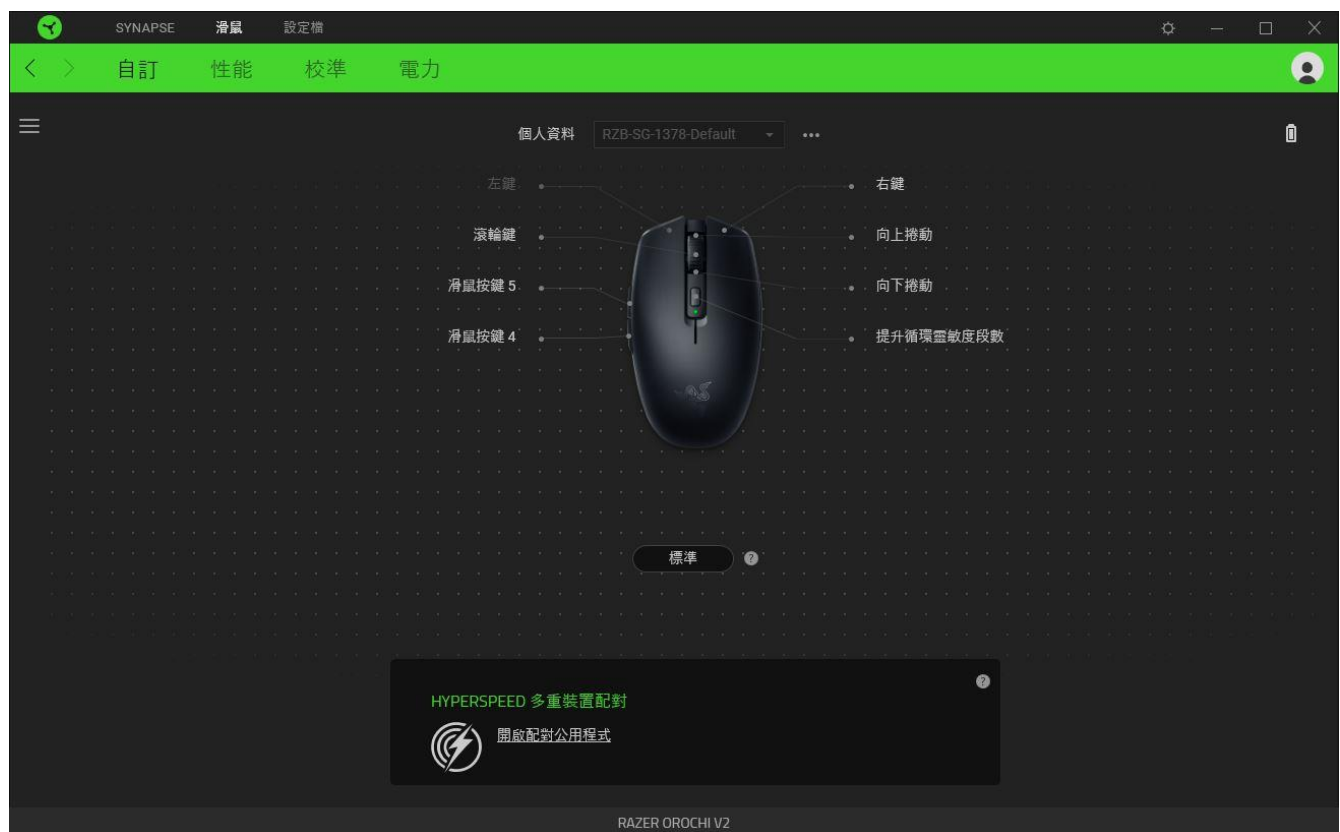 SYNAPSE 滑鼠 設定檔
自訂 性能 校準 電力
個人資料 RZB-SG-1378-Default
左鍵 右鍵
滾輪鍵 向上捲動
滑鼠按鍵 5 向下捲動
滑鼠按鍵 4 提升循環靈敏度段數
標準 ?
?
HYPERSPEED 多重裝置配對
開啟配對公用程式
RAZER OROCHI V2